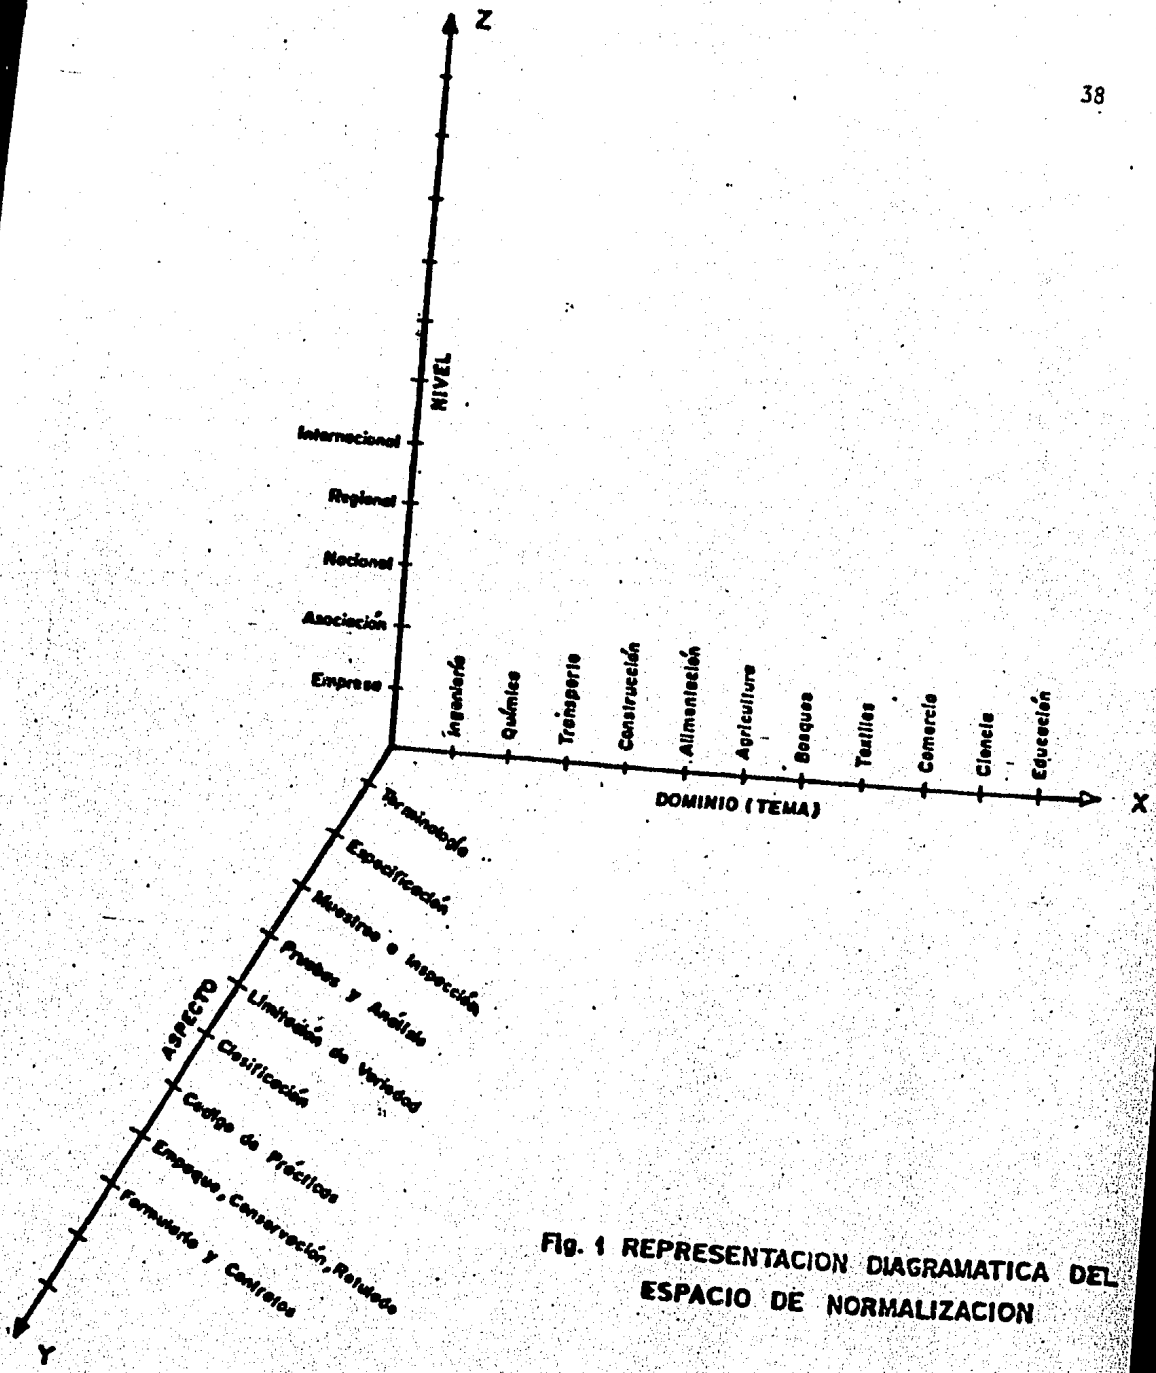 Z
38
NIVEL
Internacional
Regional
Nacional
Asociación
Empresa
Ingeniería
Química
Transporte
Construcción
Alimentación
Agricultura
Bosques
Textiles
Comercio
Ciencia
Educación
X
DOMINIO (TEMA)
Terminología
Especificación
Muestreo e Inspección
Pruebas y Análisis
Limitación de Variedad
Clasificación
Codigo de Prácticas
Empaque, Conservación, Rotulado
Formulario y Contratos
ASPECTO
Y
Fig. 1 REPRESENTACION DIAGRAMATICA DEL
ESPACIO DE NORMALIZACION